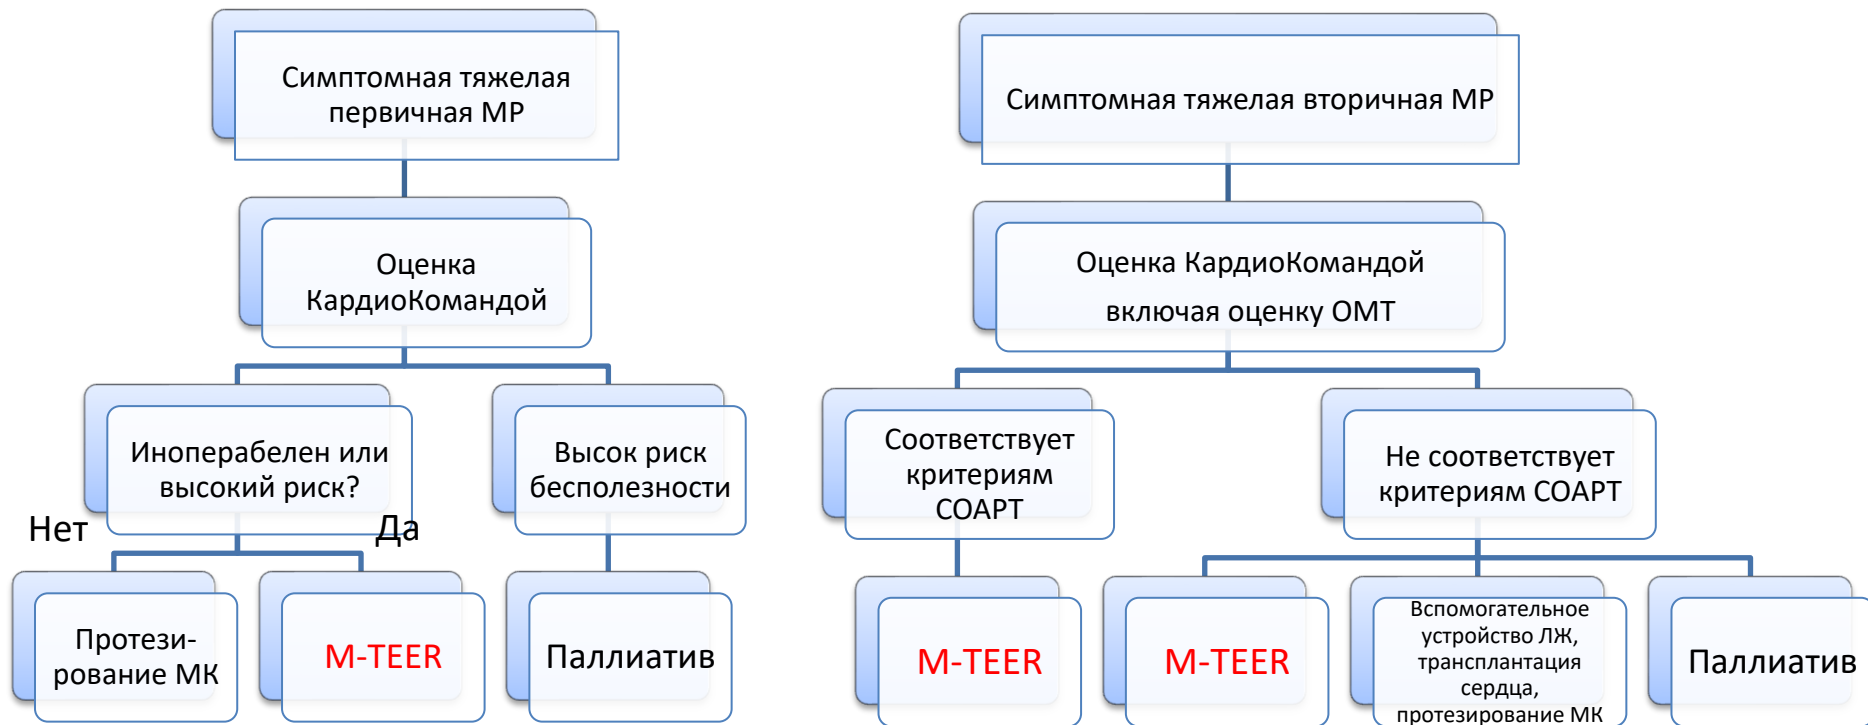 Симптомная тяжелая
первичная МР
Оценка
КардиоКомандой
Иноперабелен или
высокий риск?
Высок риск
бесполезности
Нет
Да
Протези-
рование МК
M-TEER
Паллиатив
Симптомная тяжелая вторичная МР
Оценка КардиоКомандой
включая оценку ОМТ
Соответствует
критериям
СОАРТ
Не соответствует
критериям СОАРТ
M-TEER
M-TEER
Вспомогательное
устройство ЛЖ,
трансплантация
сердца,
протезирование МК
Паллиатив